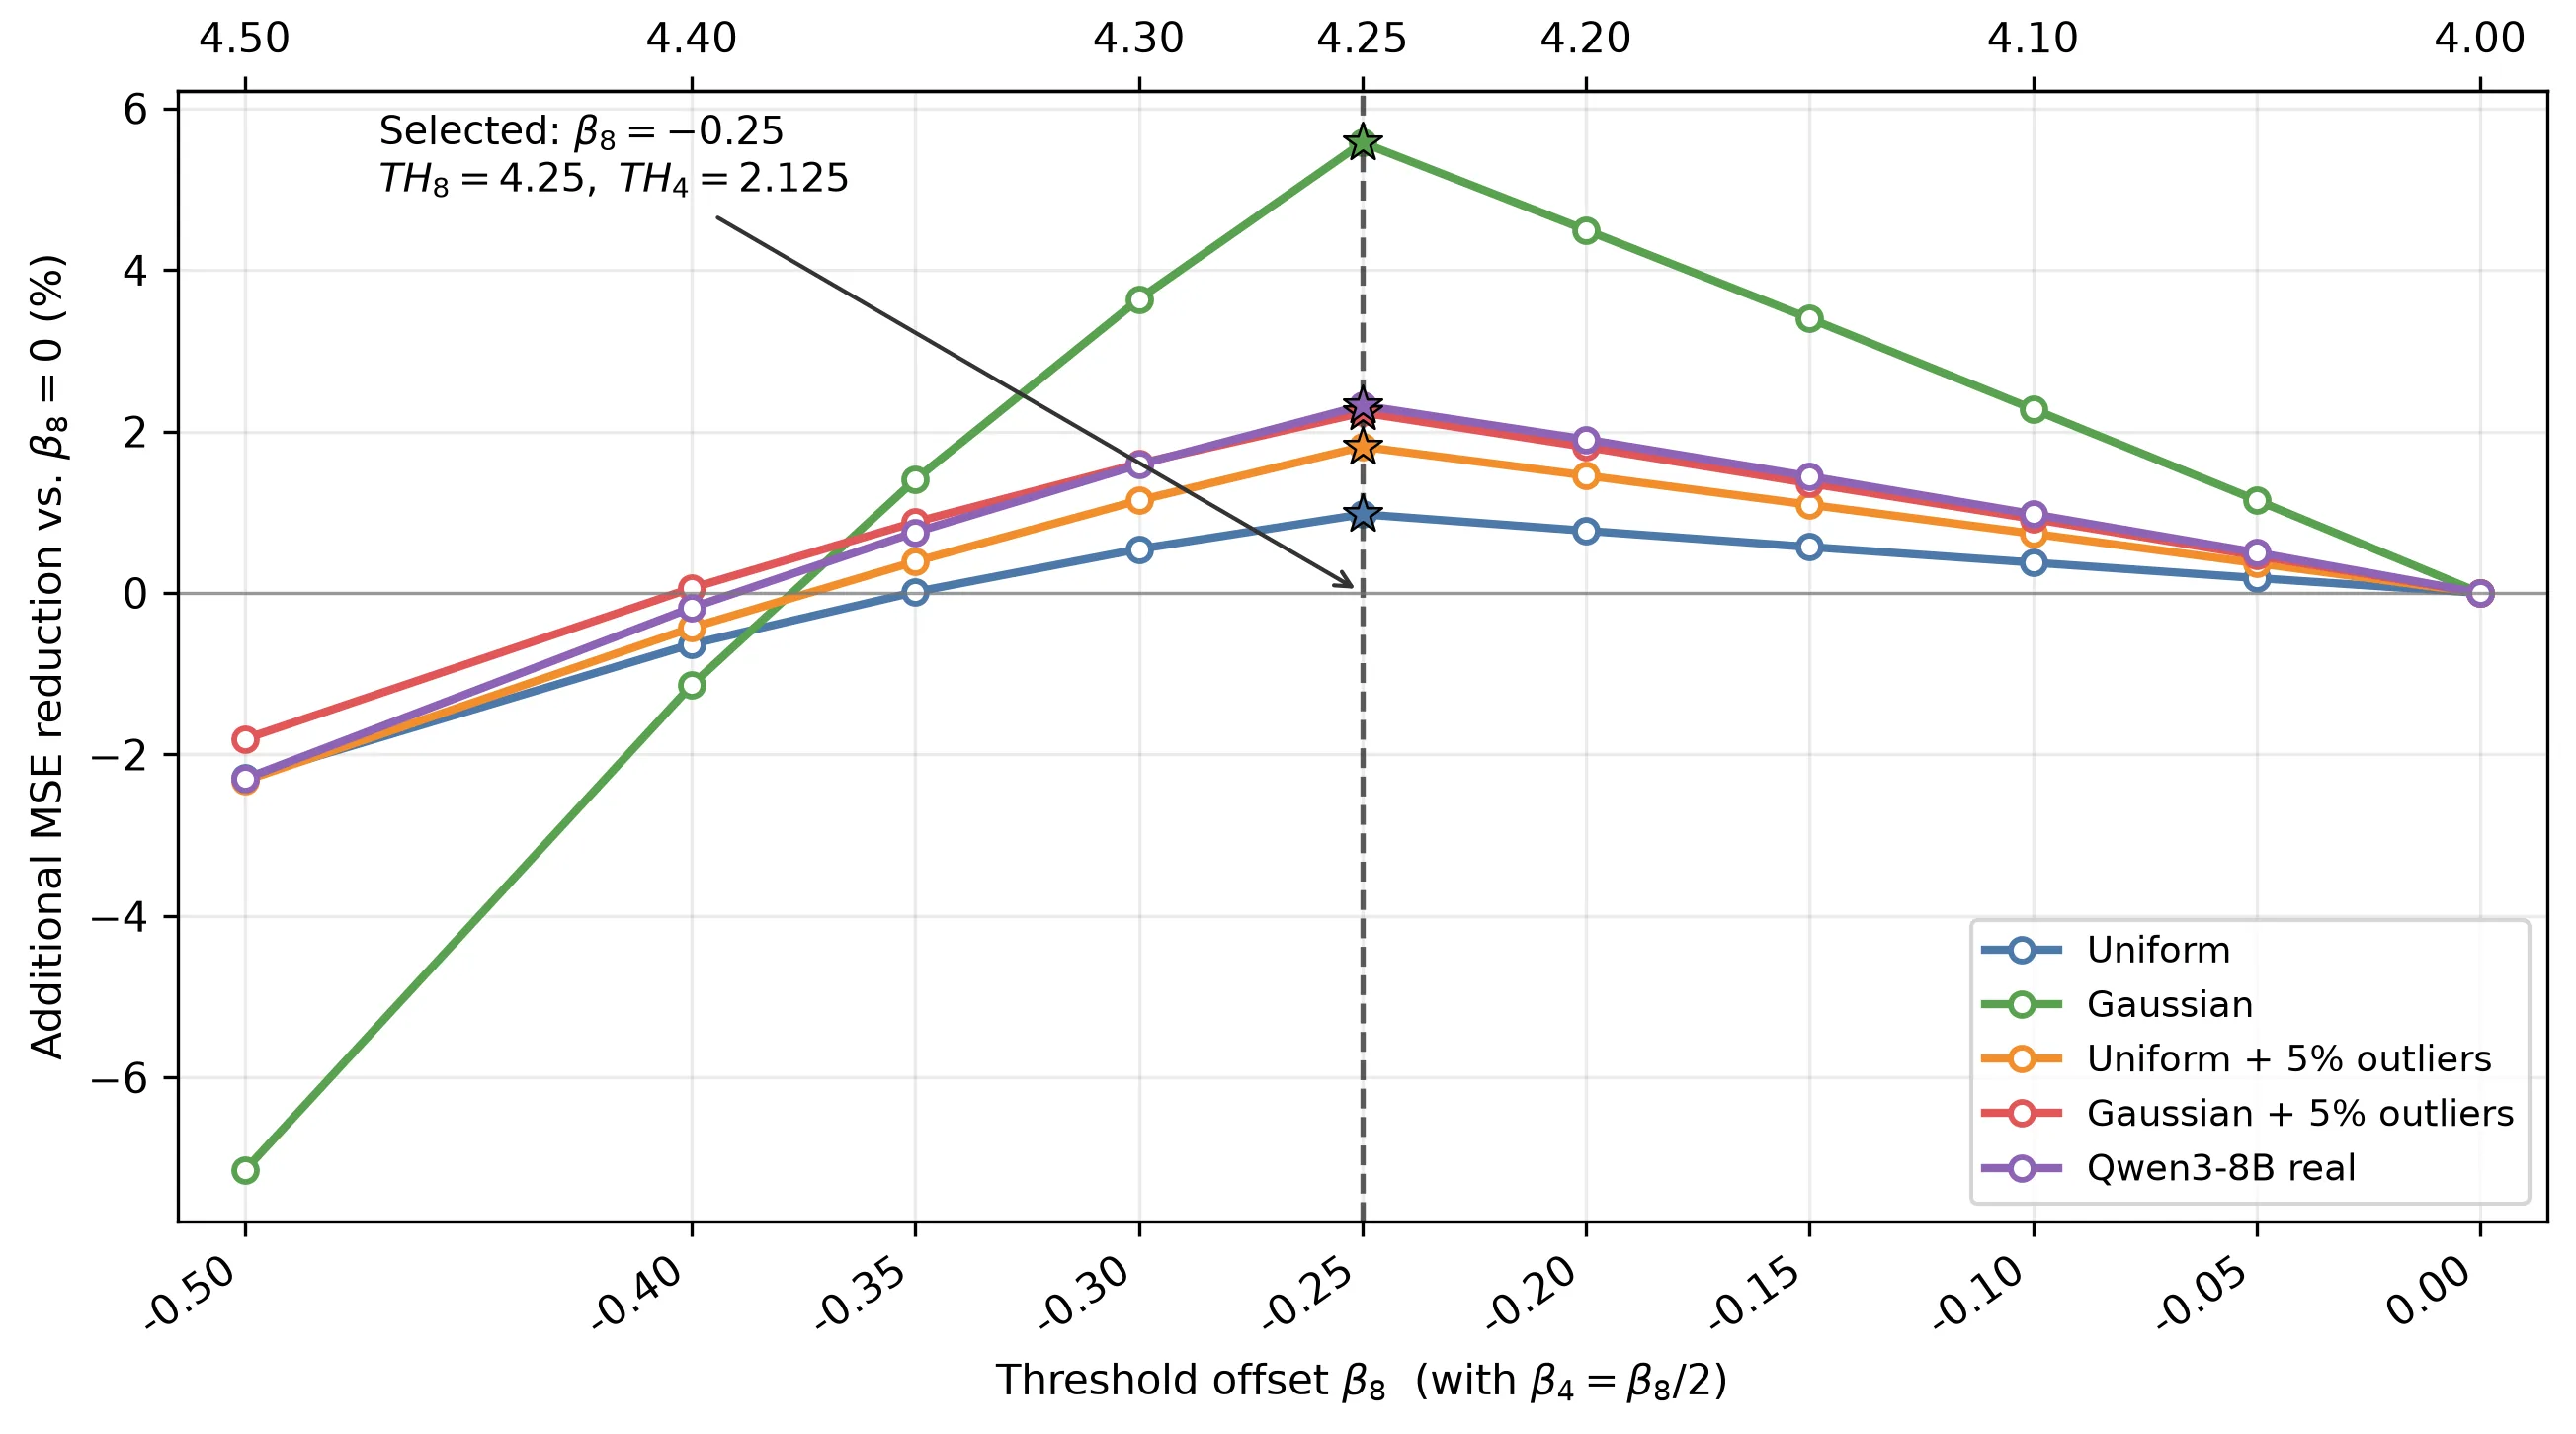 4.50 4.40 4.30 4.25 4.20 4.10 4.00
Selected: β₈ = −0.25
TH₈ = 4.25, TH₄ = 2.125
Additional MSE reduction vs. β₈ = 0 (%)
6
4
2
0
−2
−4
−6
Uniform
Gaussian
Uniform + 5% outliers
Gaussian + 5% outliers
Qwen3-8B real
-0.50 -0.40 -0.35 -0.30 -0.25 -0.20 -0.15 -0.10 -0.05 0.00
Threshold offset β₈ (with β₄ = β₈/2)